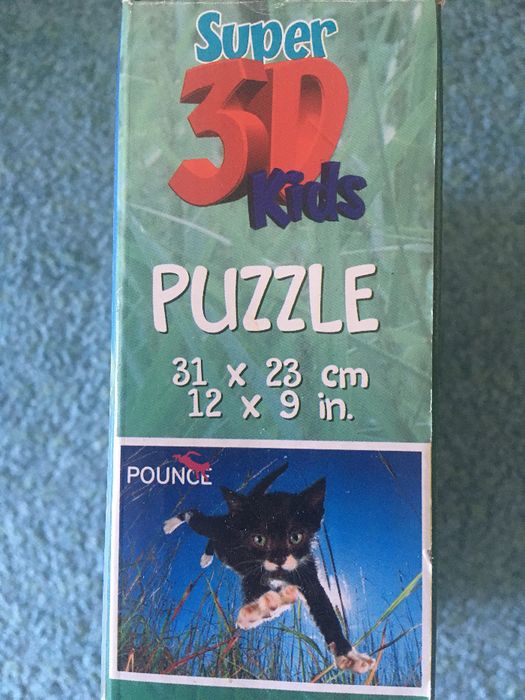 Super
3D
Kids
PUZZLE
31 x 23 cm
12 x 9 in.
POUNCE